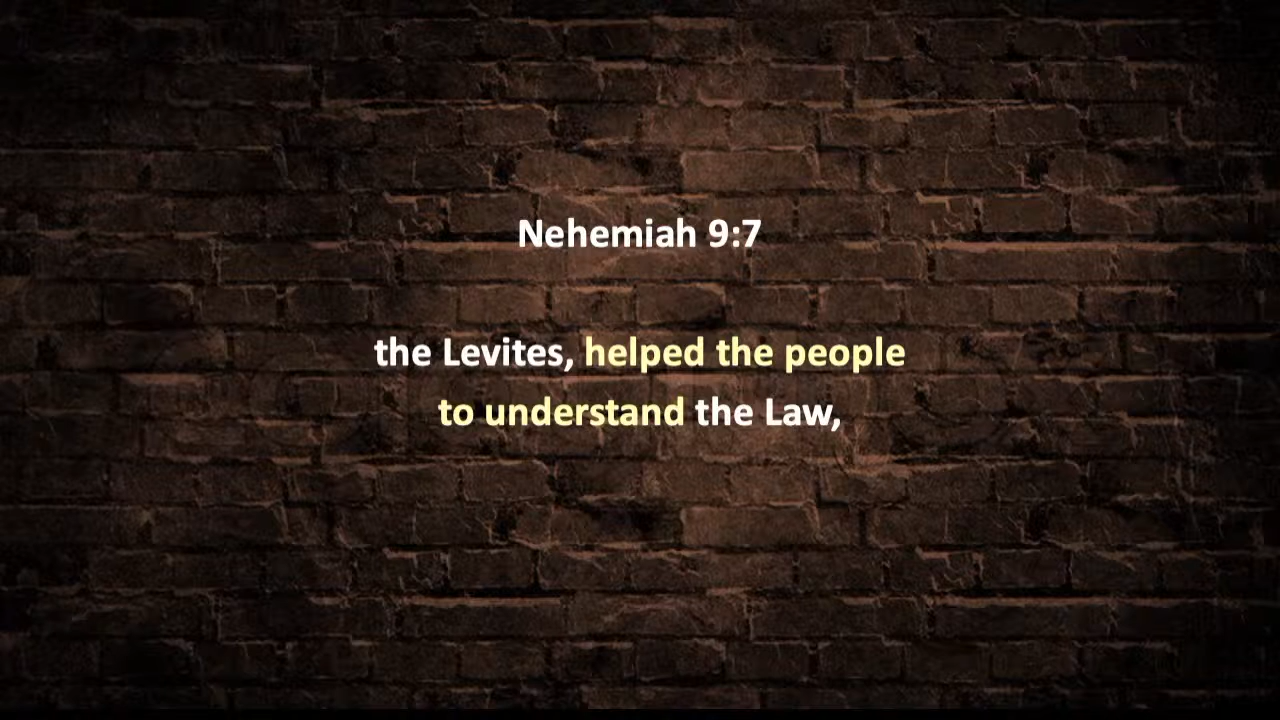 Nehemiah 9:7
the Levites, helped the people
to understand the Law,